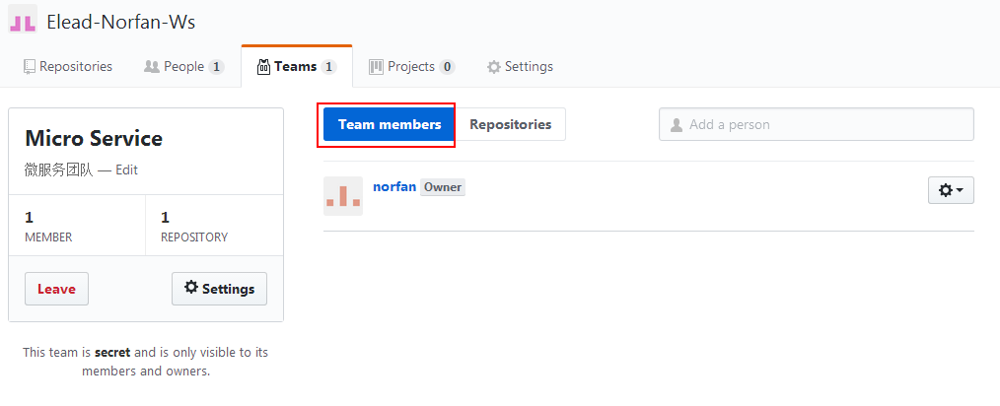 Elead-Norfan-Ws
Repositories People 1 Teams 1 Projects 0 Settings
Micro Service
微服务团队 — Edit
1 MEMBER
1 REPOSITORY
Leave Settings
This team is secret and is only visible to its
members and owners.
Team members Repositories Add a person
norfan Owner